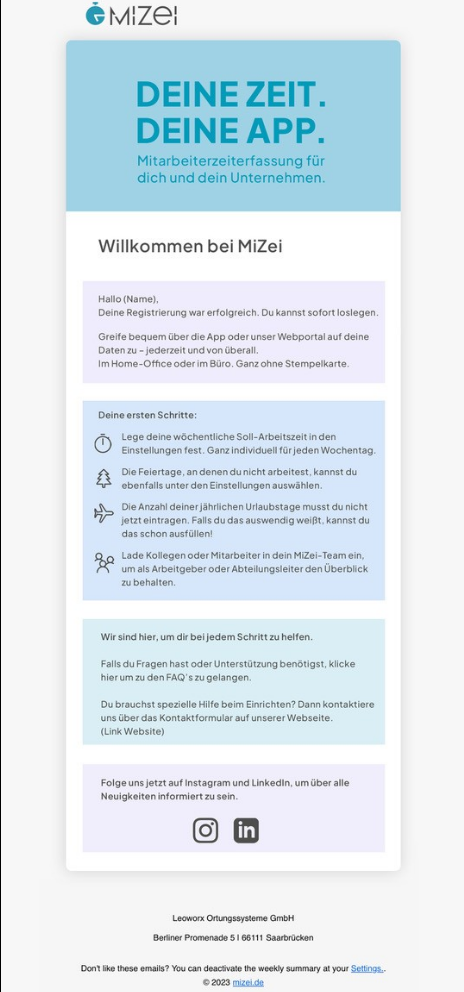 MiZei
DEINE ZEIT.
DEINE APP.
Mitarbeiterzeiterfassung für
dich und dein Unternehmen.
Willkommen bei MiZei
Hallo (Name),
Deine Registrierung war erfolgreich. Du kannst sofort loslegen.
Greife bequem über die App oder unser Webportal auf deine
Daten zu – jederzeit und von überall.
Im Home-Office oder im Büro. Ganz ohne Stempelkarte.
Deine ersten Schritte:
Lege deine wöchentliche Soll-Arbeitszeit in den
Einstellungen fest. Ganz individuell für jeden Wochentag.
Die Feiertage, an denen du nicht arbeitest, kannst du
ebenfalls unter den Einstellungen auswählen.
Die Anzahl deiner jährlichen Urlaubstage musst du nicht
jetzt eintragen. Falls du das auswendig weißt, kannst du
das schon ausfüllen!
Lade Kollegen oder Mitarbeiter in dein MiZei-Team ein,
um als Arbeitgeber oder Abteilungsleiter den Überblick
zu behalten.
Wir sind hier, um dir bei jedem Schritt zu helfen.
Falls du Fragen hast oder Unterstützung benötigst, klicke
hier um zu den FAQ's zu gelangen.
Du brauchst spezielle Hilfe beim Einrichten? Dann kontaktiere
uns über das Kontaktformular auf unserer Webseite.
(Link Website)
Folge uns jetzt auf Instagram und LinkedIn, um über alle
Neuigkeiten informiert zu sein.
in
Leoworx Ortungssysteme GmbH
Berliner Promenade 5 I 66111 Saarbrücken
Don't like these emails? You can deactivate the weekly summary at your Settings..
© 2023 mizei.de